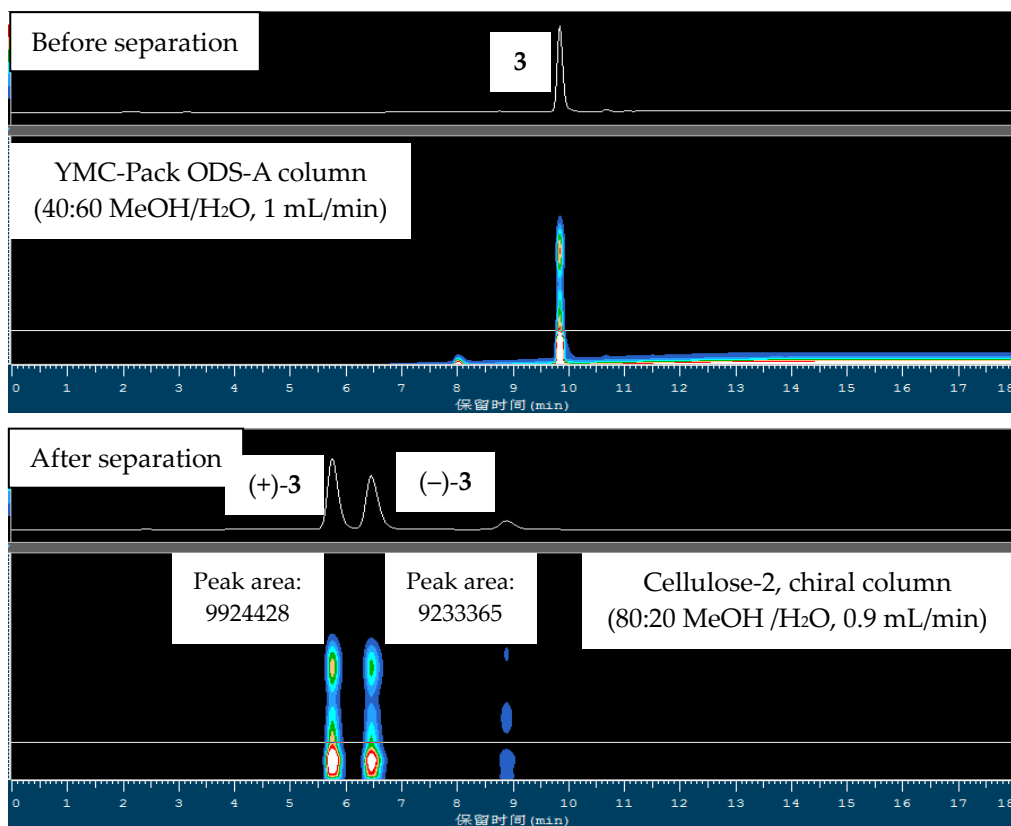 Before separation
3
YMC-Pack ODS-A column
(40:60 MeOH/H₂O, 1 mL/min)
0 1 2 3 4 5 6 7 8 9 10 11 12 13 14 15 16 17 18
保留时间(min)
After separation
(+)-3
(–)-3
Peak area:
9924428
Peak area:
9233365
Cellulose-2, chiral column
(80:20 MeOH /H₂O, 0.9 mL/min)
0 1 2 3 4 5 6 7 8 9 10 11 12 13 14 15 16 17 18
保留时间(min)